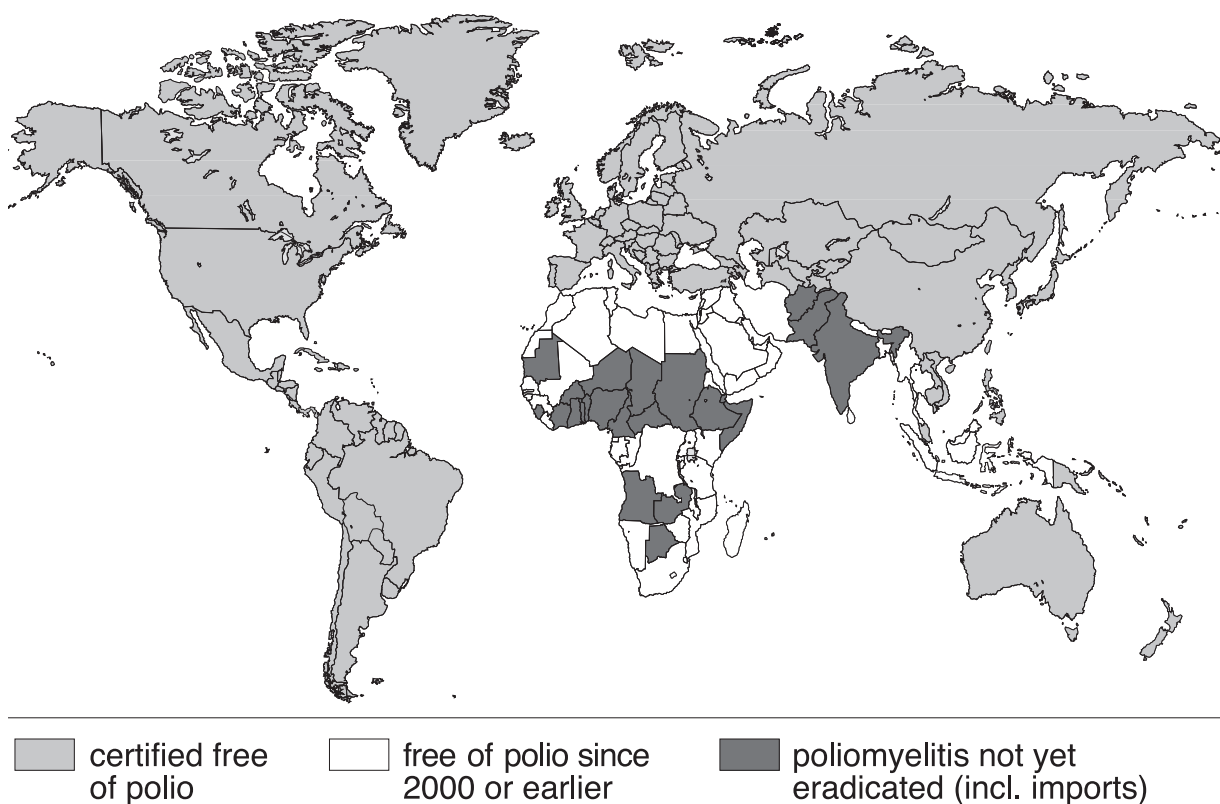 certified free
of polio
free of polio since
2000 or earlier
poliomyelitis not yet
eradicated (incl. imports)